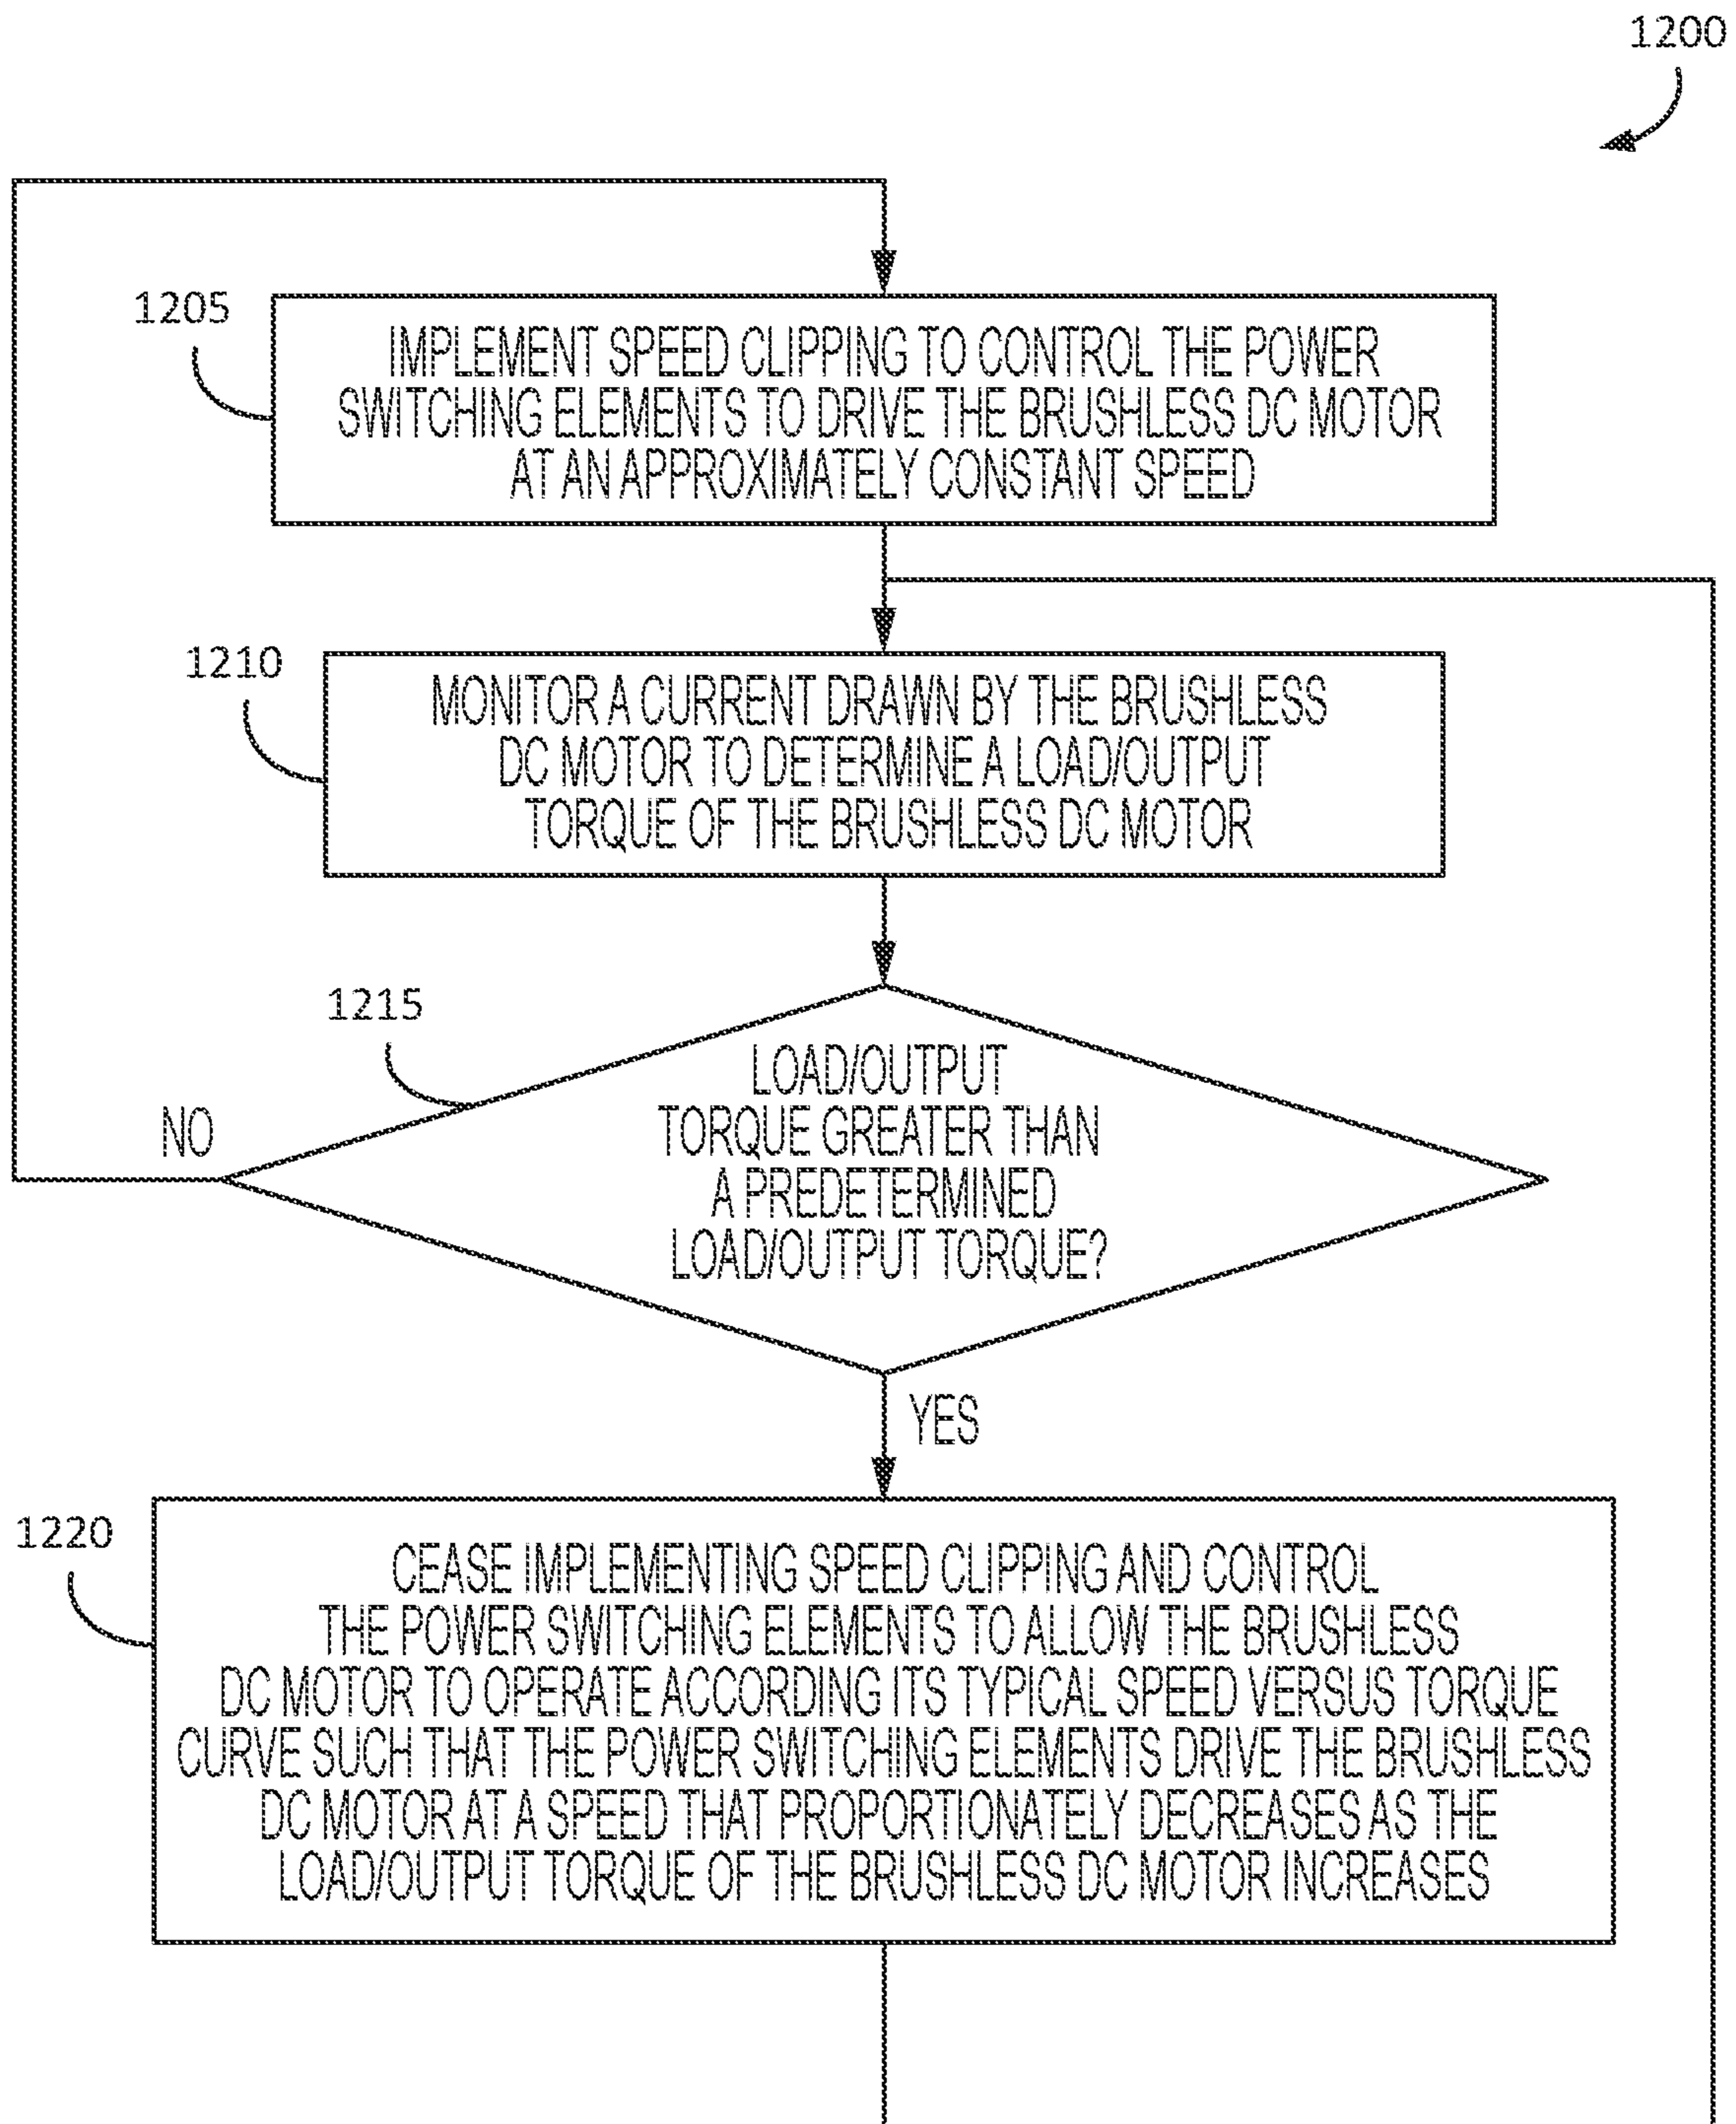 1200
1205
IMPLEMENT SPEED CLIPPING TO CONTROL THE POWER
SWITCHING ELEMENTS TO DRIVE THE BRUSHLESS DC MOTOR
AT AN APPROXIMATELY CONSTANT SPEED
1210
MONITOR A CURRENT DRAWN BY THE BRUSHLESS
DC MOTOR TO DETERMINE A LOAD/OUTPUT
TORQUE OF THE BRUSHLESS DC MOTOR
1215
LOAD/OUTPUT
TORQUE GREATER THAN
A PREDETERMINED
LOAD/OUTPUT TORQUE?
NO
YES
1220
CEASE IMPLEMENTING SPEED CLIPPING AND CONTROL
THE POWER SWITCHING ELEMENTS TO ALLOW THE BRUSHLESS
DC MOTOR TO OPERATE ACCORDING ITS TYPICAL SPEED VERSUS TORQUE
CURVE SUCH THAT THE POWER SWITCHING ELEMENTS DRIVE THE BRUSHLESS
DC MOTOR AT A SPEED THAT PROPORTIONATELY DECREASES AS THE
LOAD/OUTPUT TORQUE OF THE BRUSHLESS DC MOTOR INCREASES